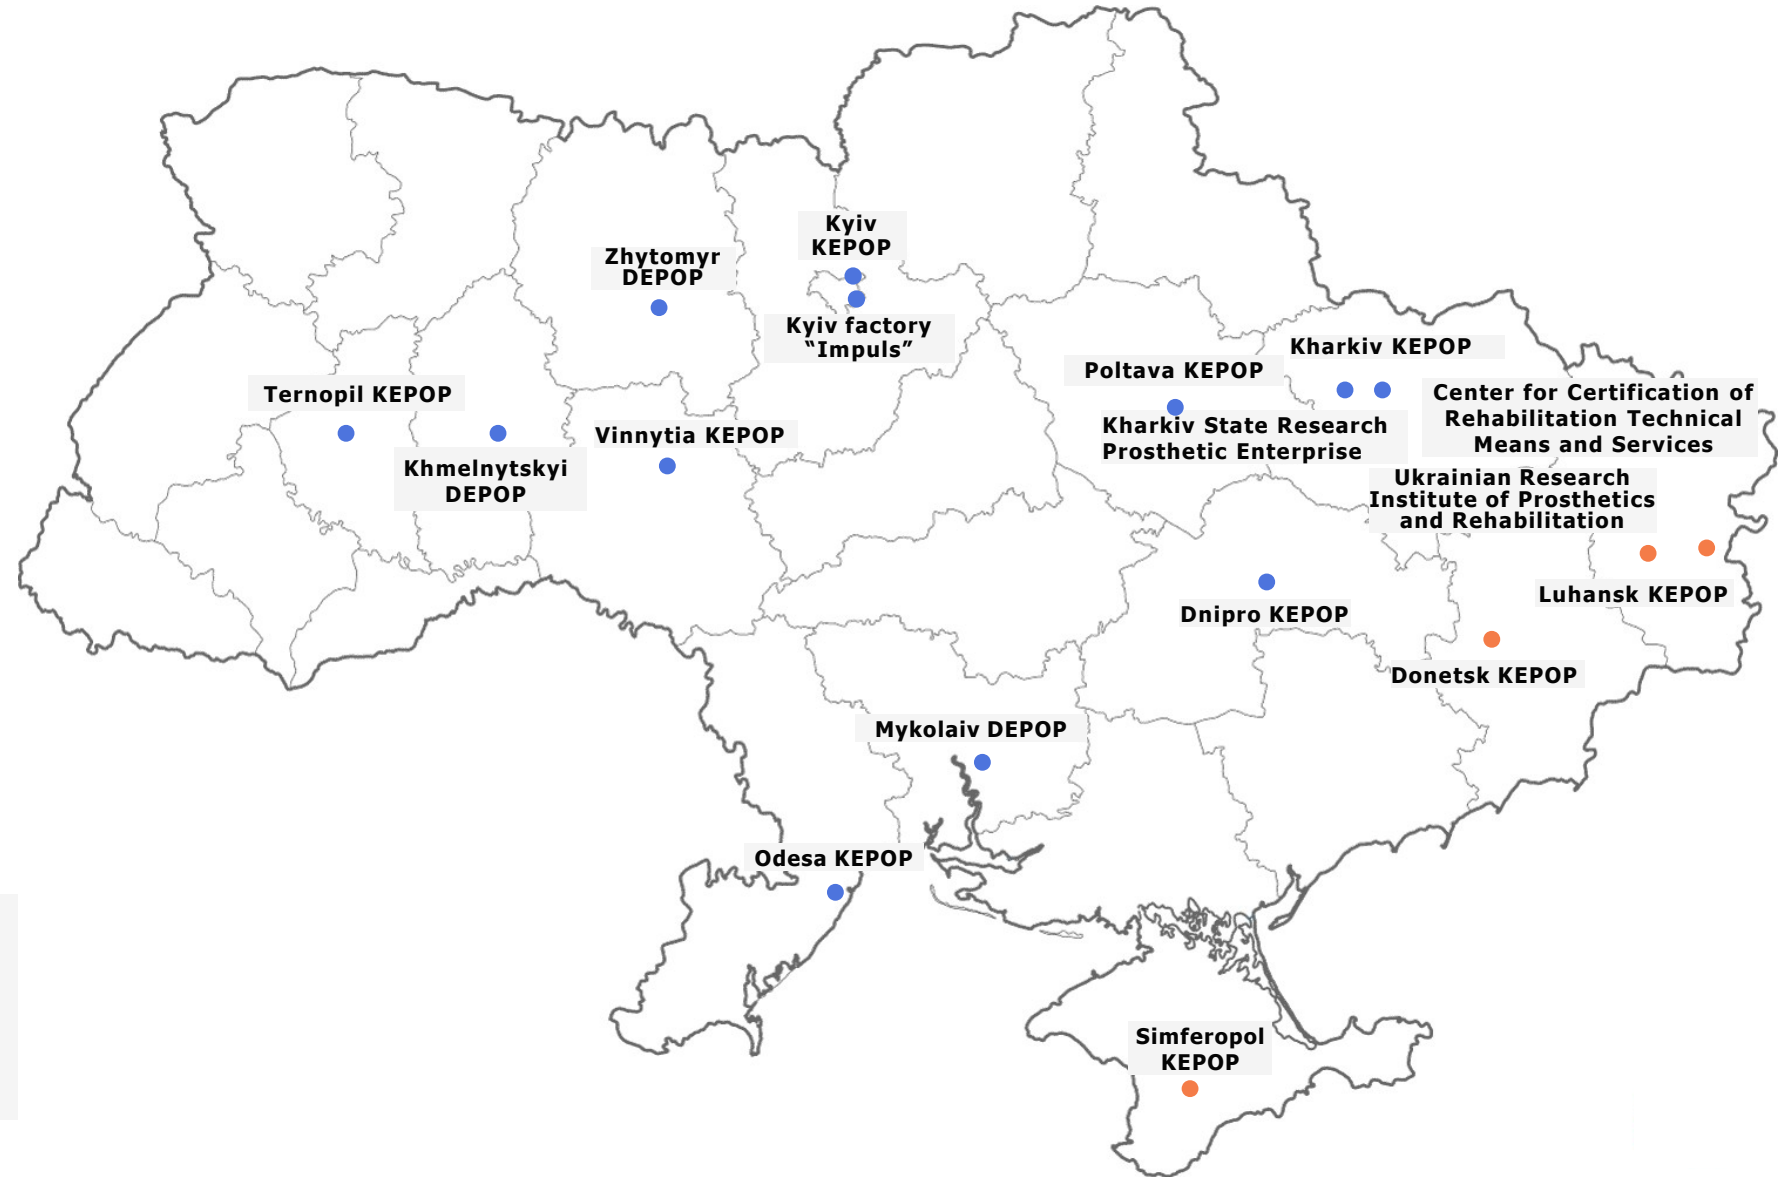 Kyiv
KEPOP
Zhytomyr
DEPOP
Kyiv factory
“Impuls”
Kharkiv KEPOP
Poltava KEPOP
Ternopil KEPOP
Center for Certification of
Rehabilitation Technical
Means and Services
Kharkiv State Research
Prosthetic Enterprise
Vinnytia KEPOP
Khmelnytskyi
DEPOP
Ukrainian Research
Institute of Prosthetics
and Rehabilitation
Luhansk KEPOP
Dnipro KEPOP
Donetsk KEPOP
Mykolaiv DEPOP
Odesa KEPOP
Simferopol
KEPOP